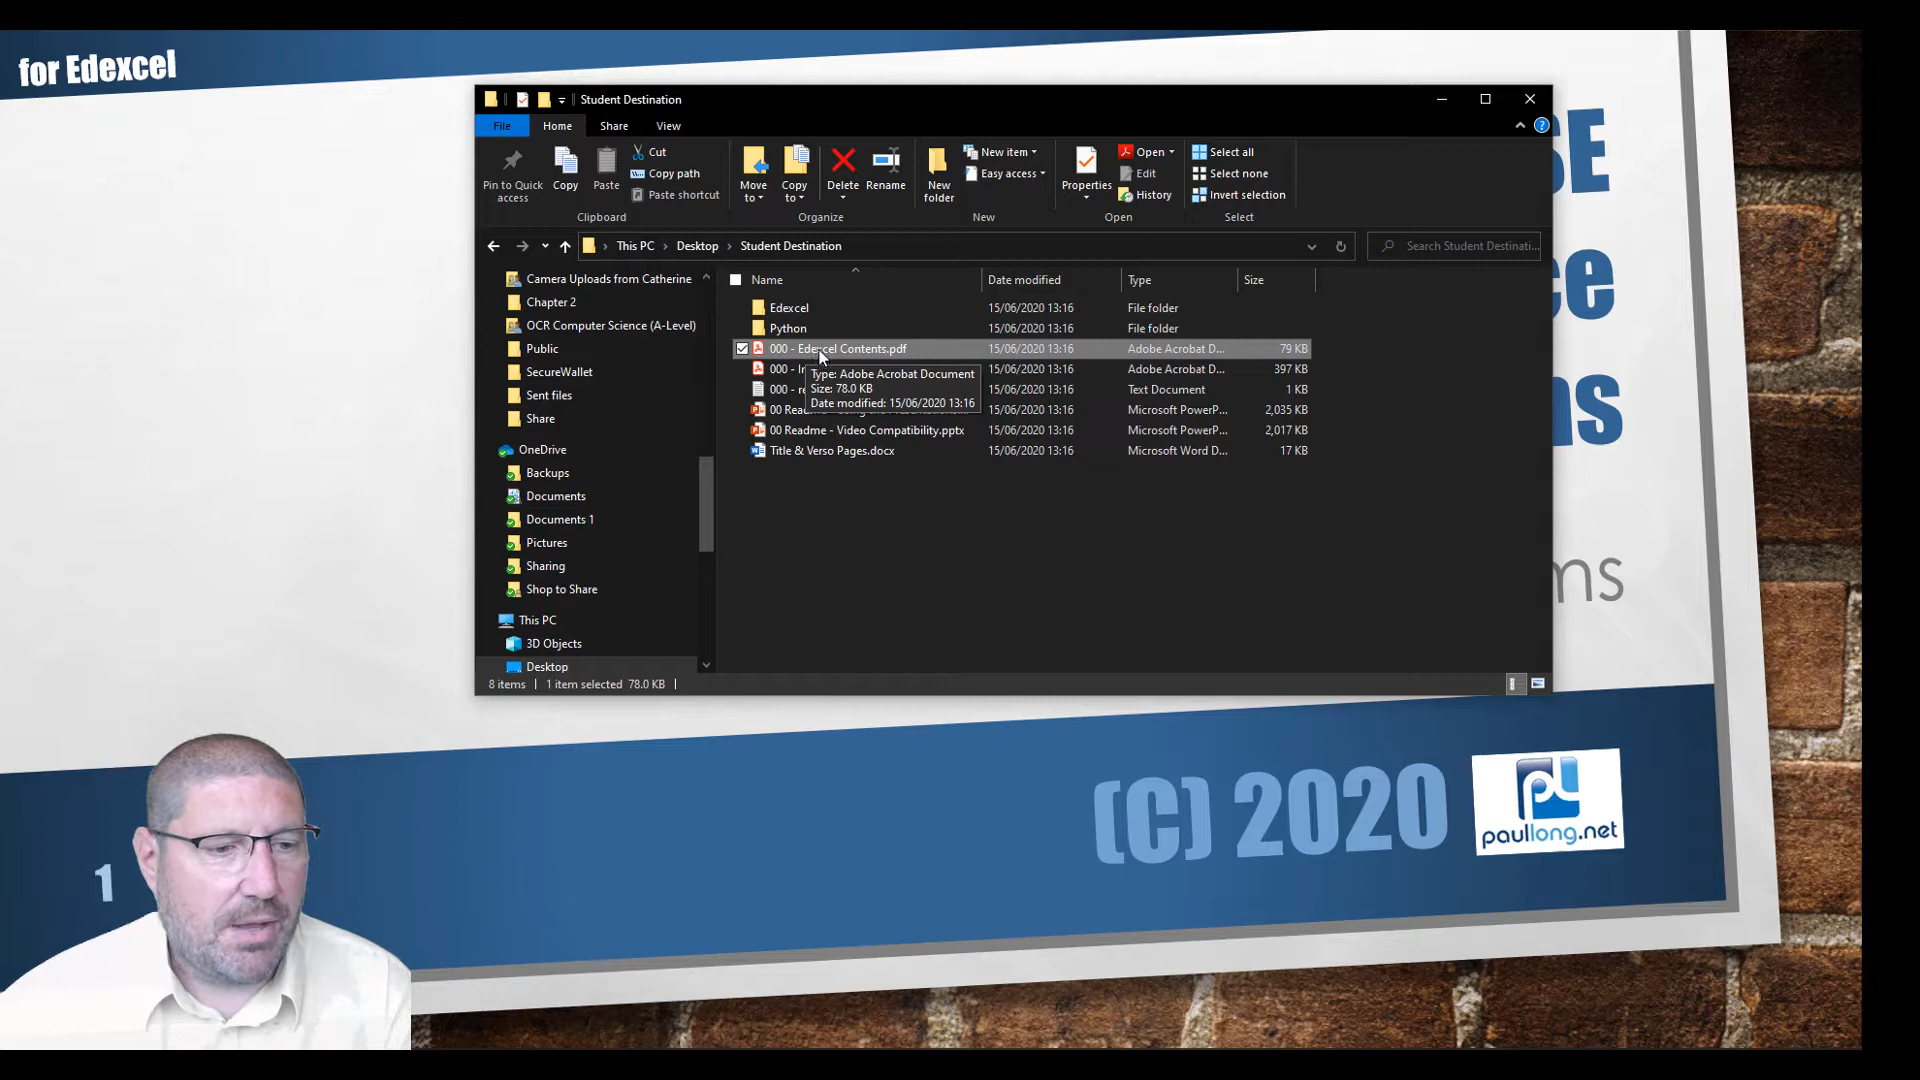 for Edexcel
Student Destination
File Home Share View
Pin to Quick access
Copy
Paste
Cut
Copy path
Paste shortcut
Move to
Copy to
Delete
Rename
New folder
New item
Easy access
Properties
Open
Edit
History
Select all
Select none
Invert selection
Clipboard Organize New Open Select
This PC Desktop Student Destination
Search Student Destinati...
Name Date modified Type Size
Edexcel 15/06/2020 13:16 File folder
Python 15/06/2020 13:16 File folder
000 - Edexcel Contents.pdf 15/06/2020 13:16 Adobe Acrobat D... 79 KB
000 - 15/06/2020 13:16 Adobe Acrobat D... 397 KB
000 - 15/06/2020 13:16 Text Document 1 KB
00 15/06/2020 13:16 Microsoft PowerP... 2,035 KB
00 Readme - Video Compatibility.pptx 15/06/2020 13:16 Microsoft PowerP... 2,017 KB
Title & Verso Pages.docx 15/06/2020 13:16 Microsoft Word D... 17 KB
Type: Adobe Acrobat Document
Size: 78.0 KB
Date modified: 15/06/2020 13:16
Camera Uploads from Catherine
Chapter 2
OCR Computer Science (A-Level)
Public
SecureWallet
Sent files
Share
OneDrive
Backups
Documents
Documents 1
Pictures
Sharing
Shop to Share
This PC
3D Objects
Desktop
8 items 1 item selected 78.0 KB
SE
ce
ms
1
(C) 2020
pl
paullong.net